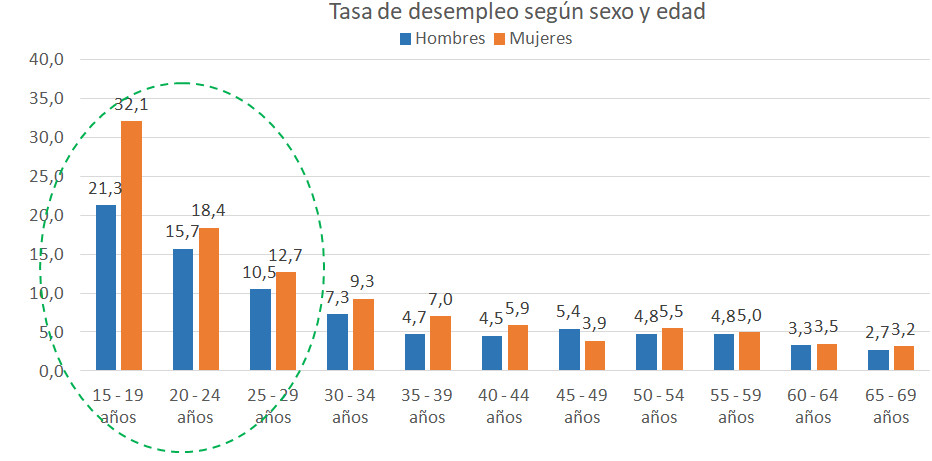 Tasa de desempleo según sexo y edad
Hombres Mujeres
40,0
35,0
30,0
25,0
20,0
15,0
10,0
5,0
0,0
21,3 32,1
15,7 18,4
10,5 12,7
7,3 9,3
4,7 7,0
4,5 5,9
5,4 3,9
4,8 5,5
4,8 5,0
3,3 3,5
2,7 3,2
15 - 19 años
20 - 24 años
25 - 29 años
30 - 34 años
35 - 39 años
40 - 44 años
45 - 49 años
50 - 54 años
55 - 59 años
60 - 64 años
65 - 69 años